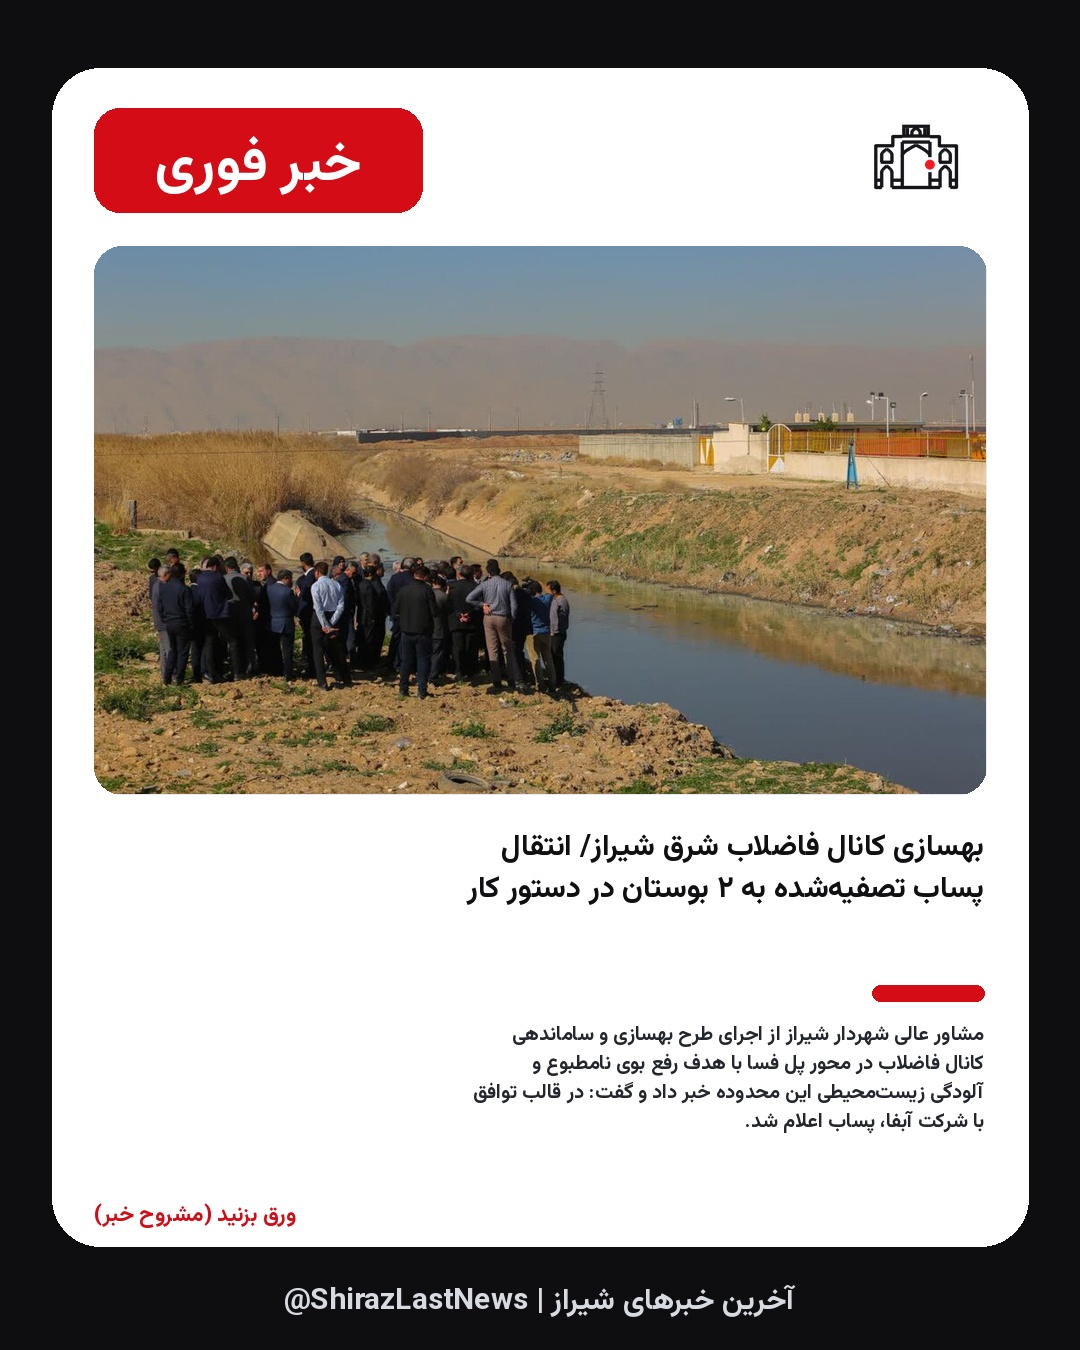 خبر فوری
بهسازی کانال فاضلاب شرق شیراز/ انتقال
پساب تصفیه‌شده به ۲ بوستان در دستور کار
مشاور عالی شهردار شیراز از اجرای طرح بهسازی و ساماندهی
کانال فاضلاب در محور پل فسا با هدف رفع بوی نامطبوع و
آلودگی زیست‌محیطی این محدوده خبر داد و گفت: در قالب توافق
با شرکت آبفا، پساب اعلام شد.
ورق بزنید (مشروح خبر)
آخرین خبرهای شیراز | @ShirazLastNews